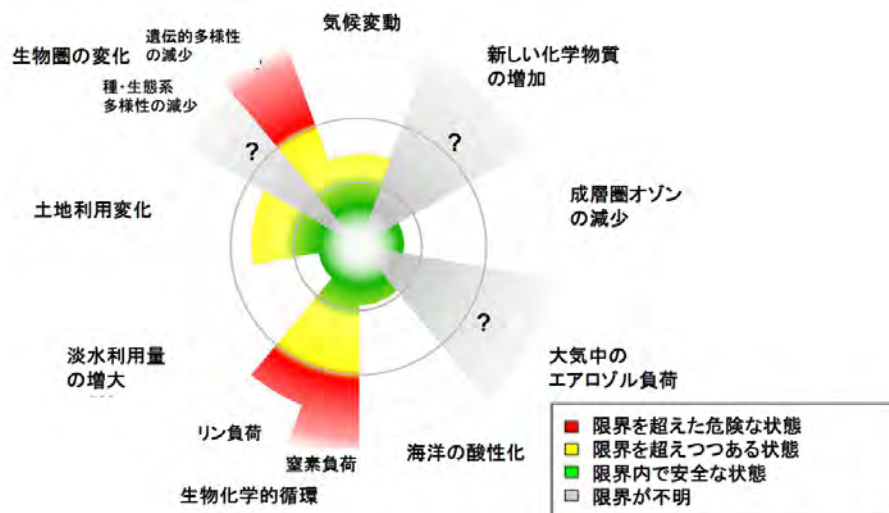 気候変動
生物圏の変化
遺伝的多様性
の減少
種・生態系
多様性の減少
新しい化学物質
の増加
?
?
土地利用変化
成層圏オゾン
の減少
?
淡水利用量
の増大
大気中の
エアロゾル負荷
リン負荷
窒素負荷
海洋の酸性化
生物化学的循環
限界を超えた危険な状態
限界を超えつつある状態
限界内で安全な状態
限界が不明